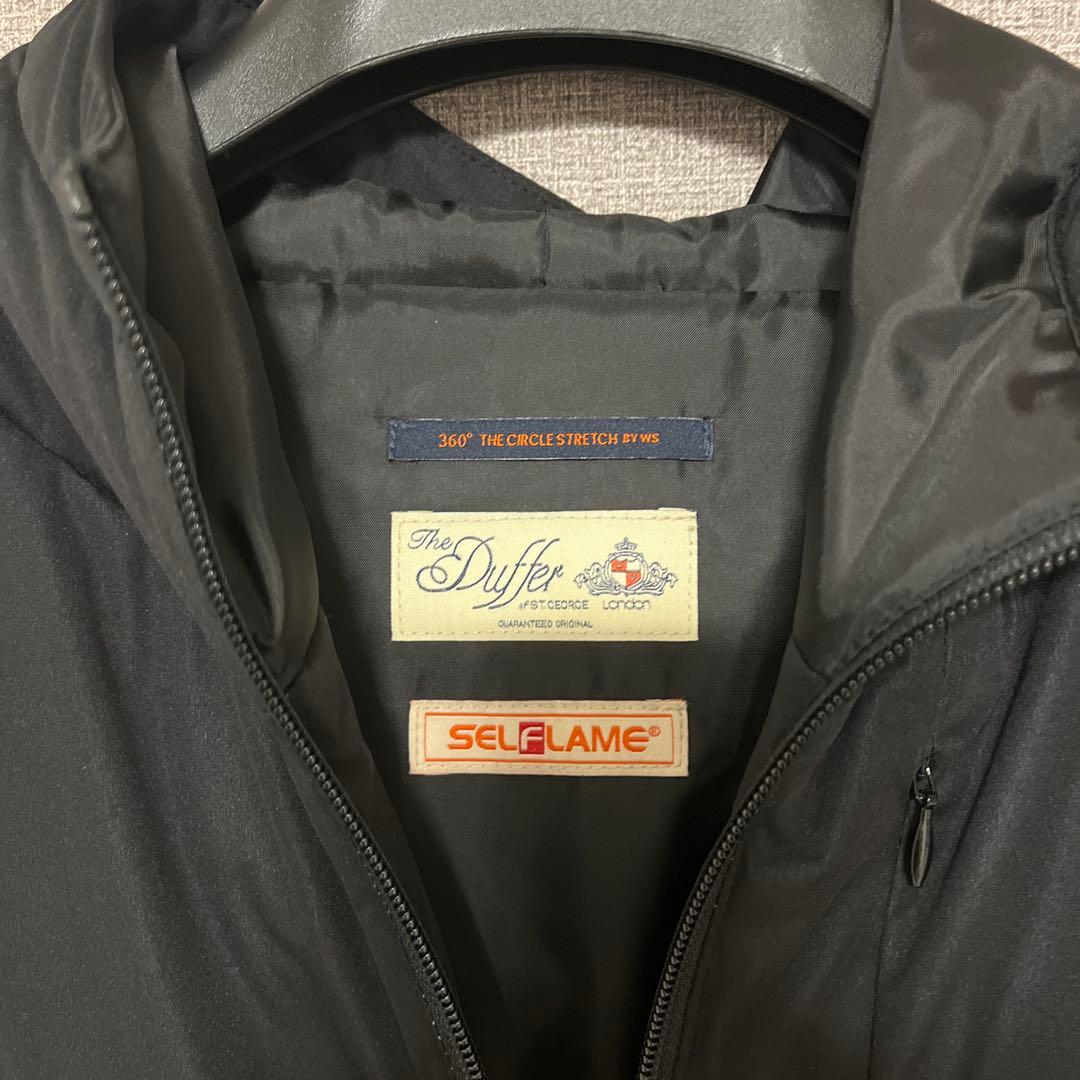 360° THE CIRCLE STRETCH BY WS
The
Duffer
OF ST. GEORGE London
GUARANTEED ORIGINAL
SELFLAME®